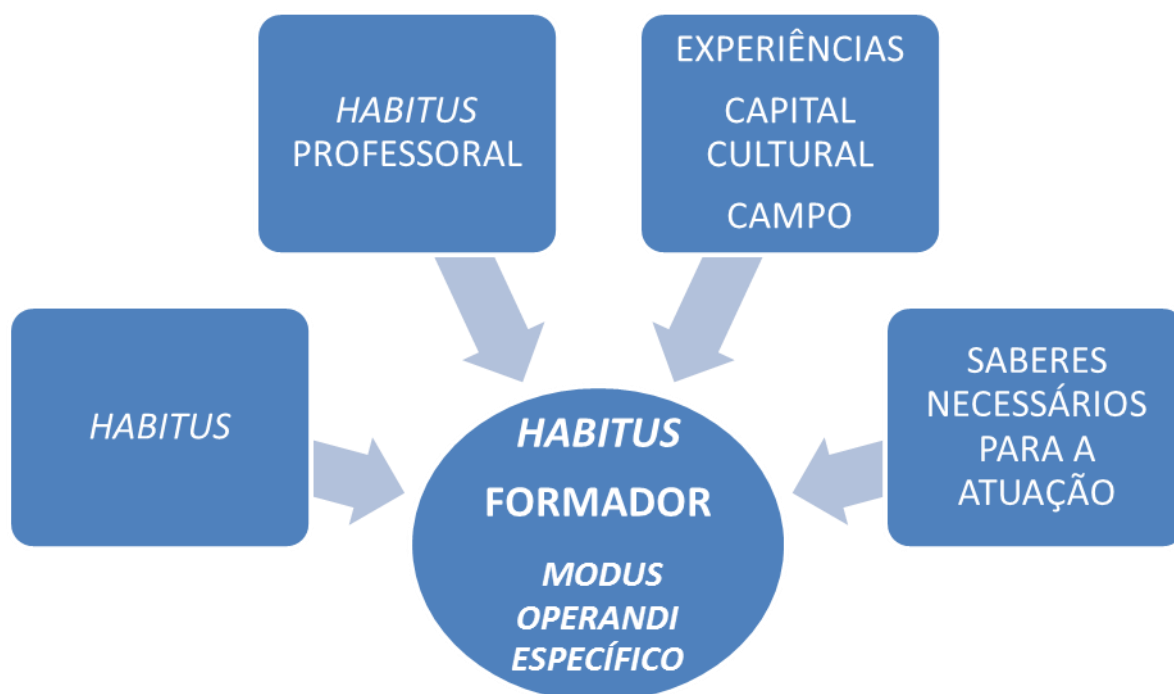 HABITUS
PROFESSORAL
EXPERIÊNCIAS
CAPITAL
CULTURAL
CAMPO
HABITUS
SABERES
NECESSÁRIOS
PARA A
ATUAÇÃO
HABITUS
FORMADOR
MODUS
OPERANDI
ESPECÍFICO